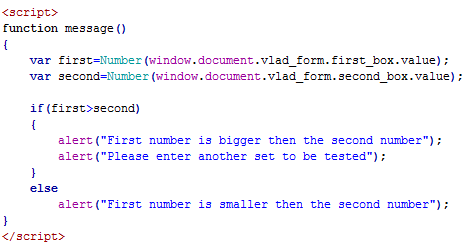 <script>
function message()
{
    var first=Number(window.document.vlad_form.first_box.value);
    var second=Number(window.document.vlad_form.second_box.value);

    if(first>second)
    {
        alert("First number is bigger then the second number");
        alert("Please enter another set to be tested");
    }
    else
        alert("First number is smaller then the second number");
}
</script>